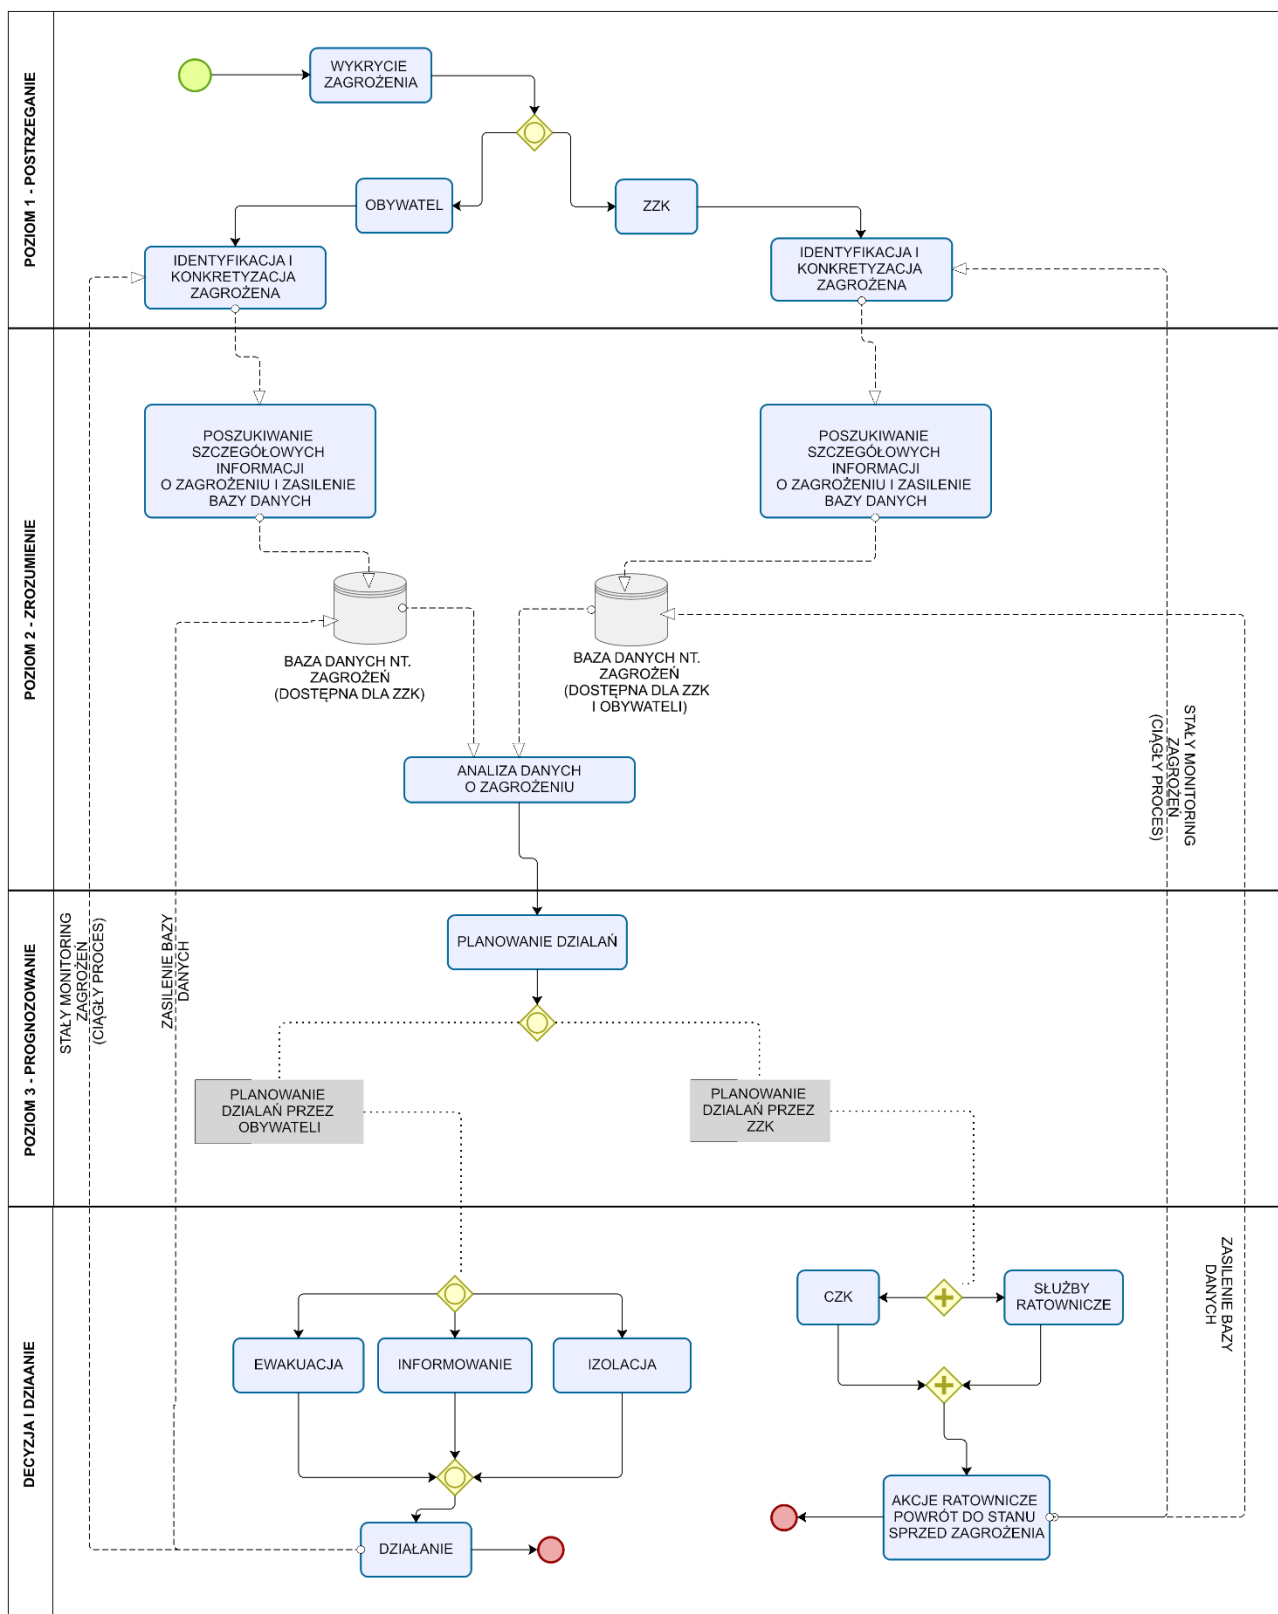 POZIOM 1 - POSTRZEGANIE
WYKRYCIE
ZAGROŻENIA
OBYWATEL
ZZK
IDENTYFIKACJA I
KONKRETYZACJA
ZAGROŻENA
IDENTYFIKACJA I
KONKRETYZACJA
ZAGROŻENA
POZIOM 2 - ZROZUMIENIE
POSZUKIWANIE
SZCZEGÓŁOWYCH
INFORMACJI
O ZAGROŻENIU I ZASILENIE
BAZY DANYCH
POSZUKIWANIE
SZCZEGÓŁOWYCH
INFORMACJI
O ZAGROŻENIU I ZASILENIE
BAZY DANYCH
BAZA DANYCH NT.
ZAGROŻEŃ
(DOSTĘPNA DLA ZZK)
BAZA DANYCH NT.
ZAGROŻEŃ
(DOSTĘPNA DLA ZZK
I OBYWATELI)
STAŁY MONITORING
ZAGROŻEŃ
(CIĄGŁY PROCES)
ANALIZA DANYCH
O ZAGROŻENIU
POZIOM 3 - PROGNOZOWANIE
STAŁY MONITORING
ZAGROŻEŃ
(CIĄGŁY PROCES)
ZASILENIE BAZY
DANYCH
PLANOWANIE DZIALAŃ
PLANOWANIE
DZIALAŃ PRZEZ
OBYWATELI
PLANOWANIE
DZIALAŃ PRZEZ
ZZK
DECYZJA I DZIAANIE
CZK
SŁUŻBY
RATOWNICZE
ZASILENIE BAZY
DANYCH
EWAKUACJA
INFORMOWANIE
IZOLACJA
AKCJE RATOWNICZE
POWRÓT DO STANU
SPRZED ZAGROŻENIA
DZIAŁANIE